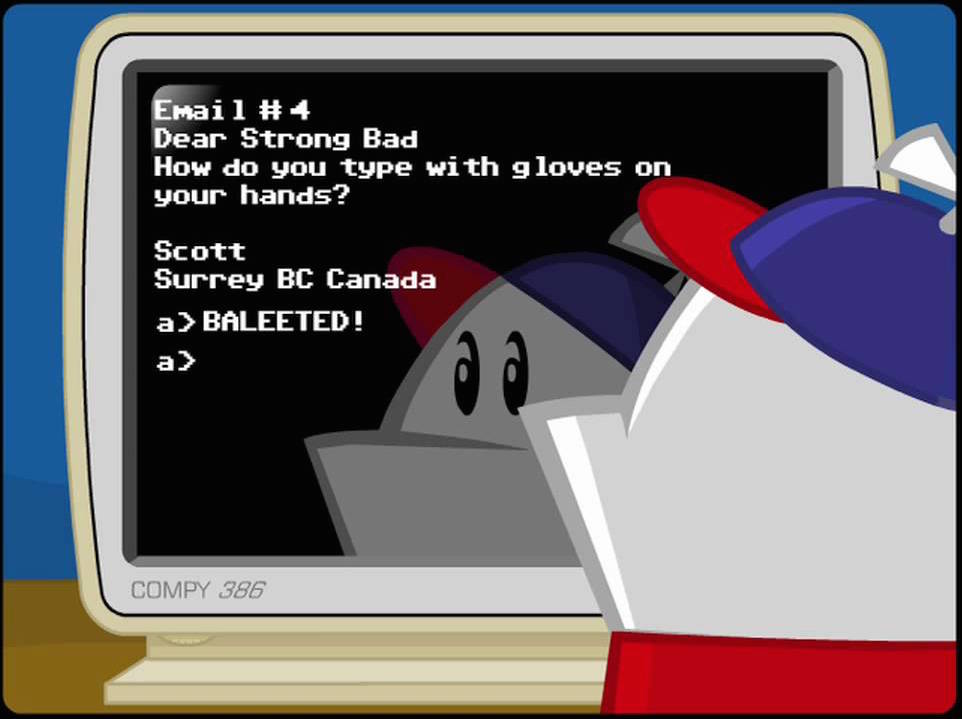 Email # 4
Dear Strong Bad
How do you type with gloves on
your hands?
Scott
Surrey BC Canada
a>BALEETED!
a>
COMPY 386